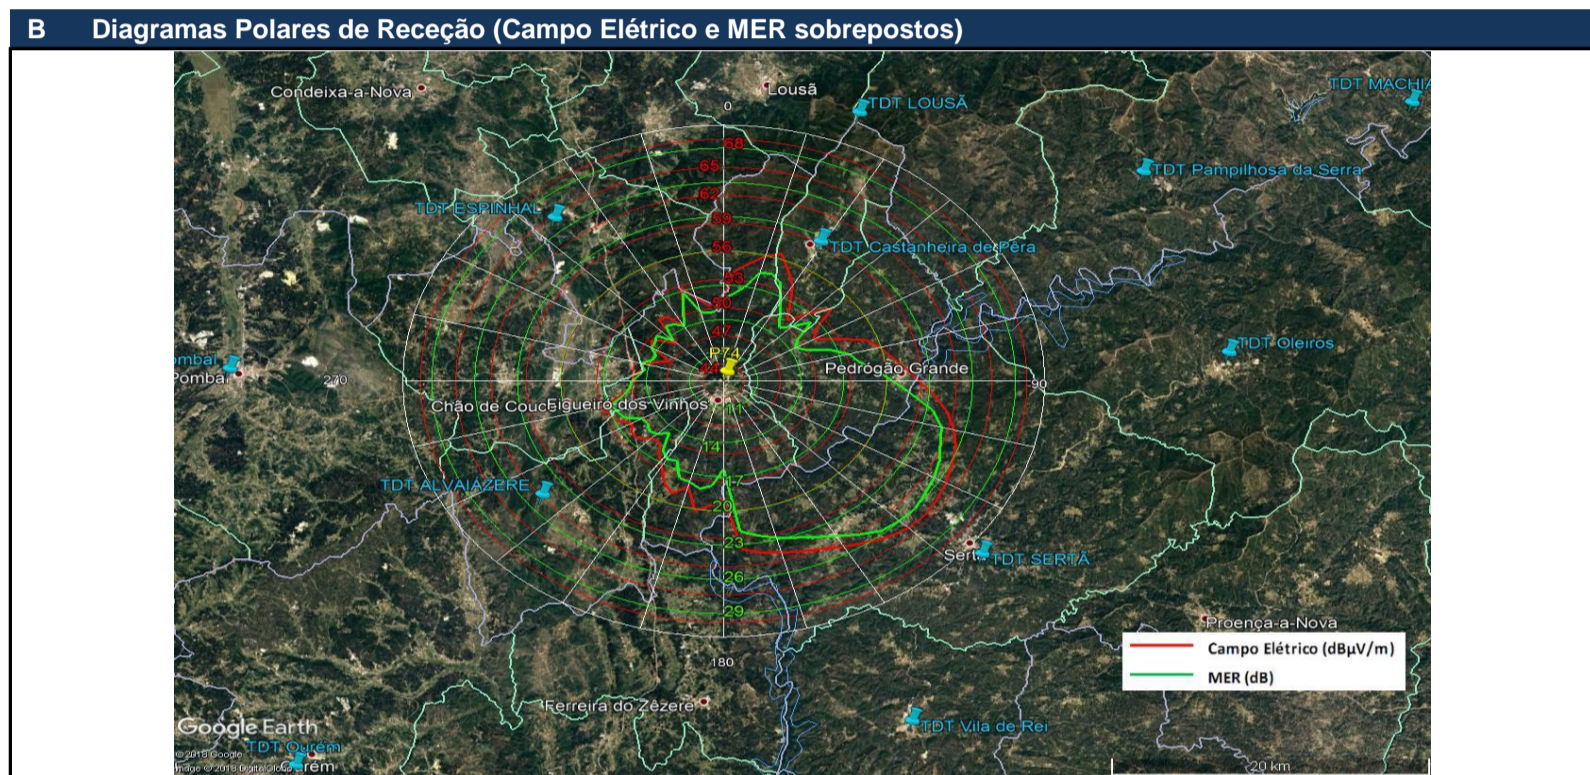 B Diagramas Polares de Receção (Campo Elétrico e MER sobrepostos)
Condeixa-a-Nova
Lousã
TDT LOUSÃ
TDT MACHIA
0
68
65
TDT Pampilhosa da Serra
62
TDT ESPINHAL
59
56
TDT Castanheira de Pêra
53
50
47
P74
44
TDT Oleiros
ombal
Pombal
270
Pedrógão Grande
90
Chão de Couc
Figueiró dos Vinhos
11
14
TDT ALVAIÁZERE
17
20
23
Sertã
TDT SERTÃ
26
29
Proença-a-Nova
180
Campo Elétrico (dBµV/m)
MER (dB)
Ferreira do Zêzere
TDT Vila de Rei
Google Earth
TDT Ourém
© 2018 Google
Ourém
20 km